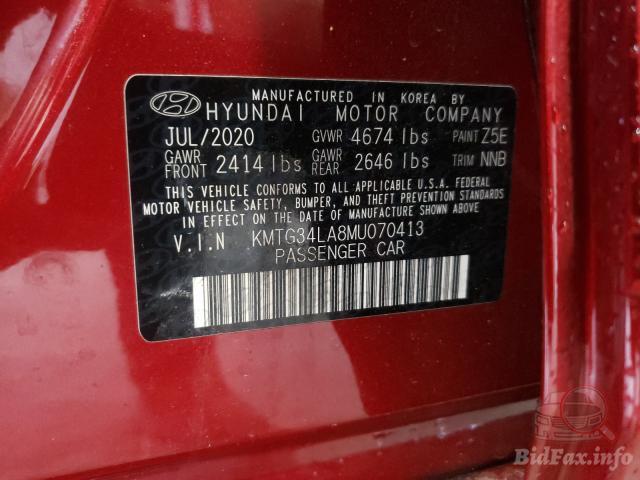 MANUFACTURED IN KOREA BY
HYUNDAI MOTOR COMPANY
JUL/2020 GVWR 4674 lbs PAINT Z5E
GAWR FRONT 2414 lbs GAWR REAR 2646 lbs TRIM NNB
THIS VEHICLE CONFORMS TO ALL APPLICABLE U.S.A. FEDERAL
MOTOR VEHICLE SAFETY, BUMPER, AND THEFT PREVENTION STANDARDS
IN EFFECT ON THE DATE OF MANUFACTURE SHOWN ABOVE.
V.I.N KMTG34LA8MU070413
PASSENGER CAR
BidFax.info